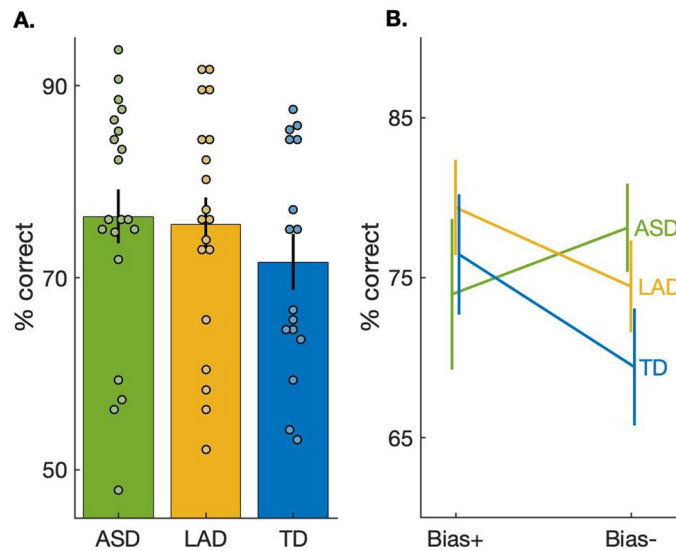 A.
B.
% correct
90
70
50
ASD
LAD
TD
% correct
85
75
65
ASD
LAD
TD
Bias+
Bias-